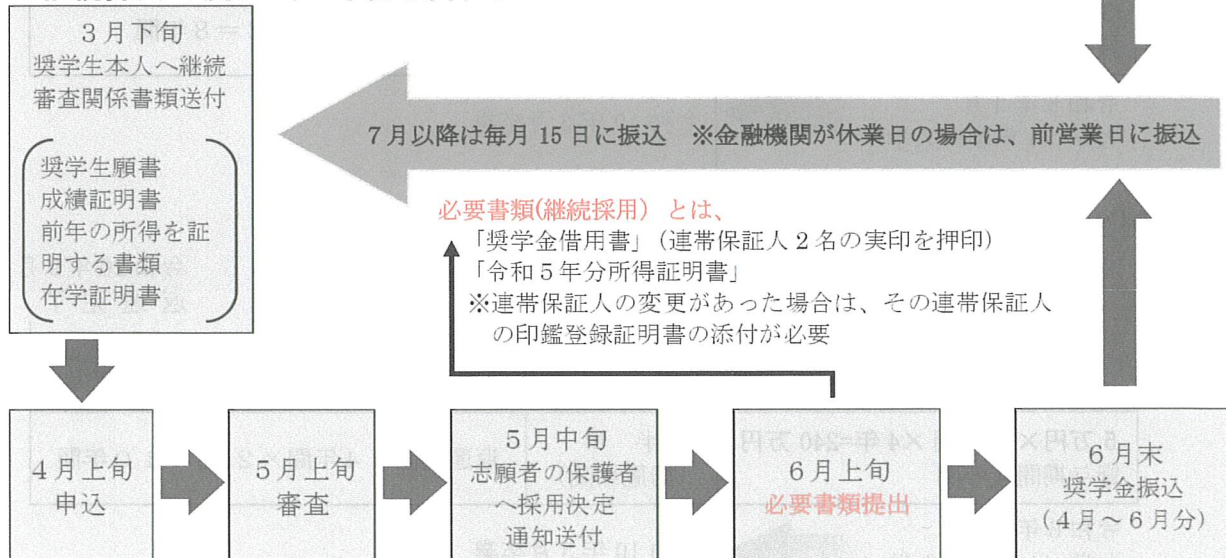 3月下旬
奨学生本人へ継続
審査関係書類送付
奨学生願書
成績証明書
前年の所得を証
明する書類
在学証明書
7月以降は毎月15日に振込　※金融機関が休業日の場合は、前営業日に振込
必要書類(継続採用)　とは、
「奨学金借用書」（連帯保証人2名の実印を押印）
「令和5年分所得証明書」
※連帯保証人の変更があった場合は、その連帯保証人
の印鑑登録証明書の添付が必要
4月上旬
申込
5月上旬
審査
5月中旬
志願者の保護者
へ採用決定
通知送付
6月上旬
必要書類提出
6月末
奨学金振込
（4月～6月分）